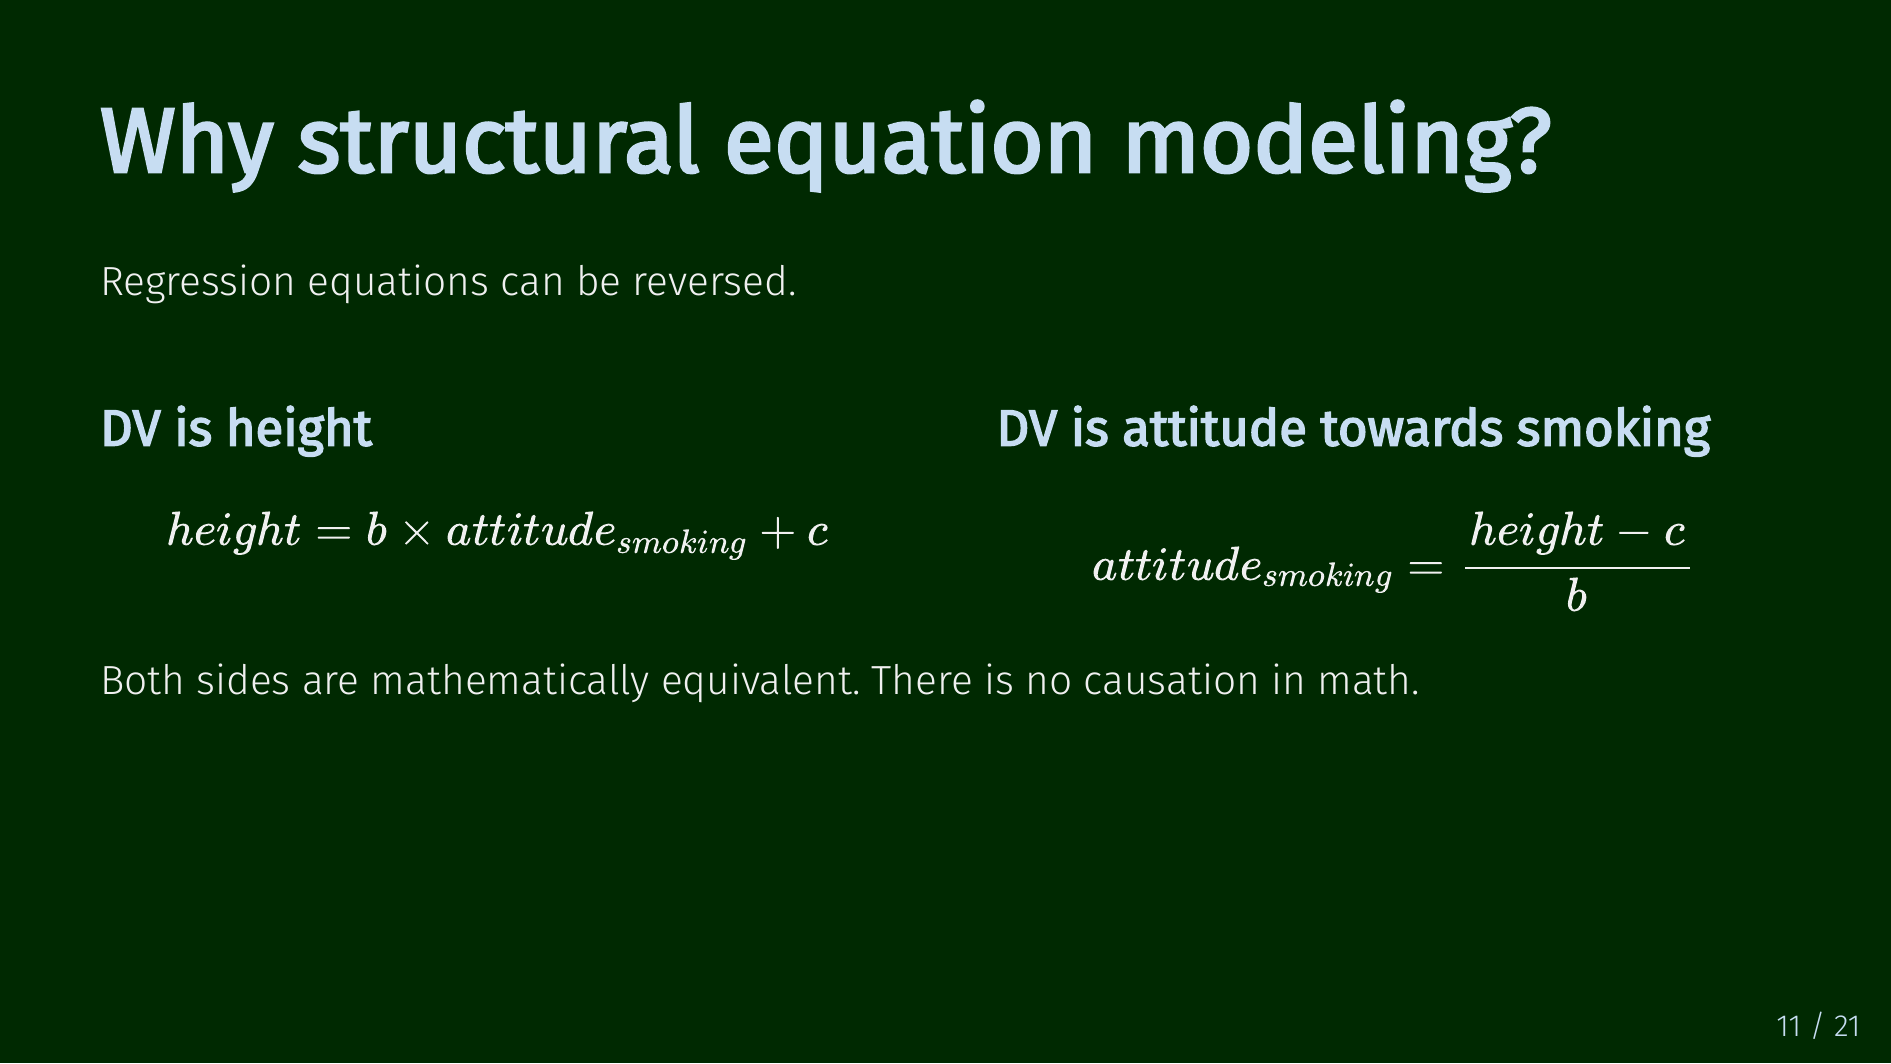 Why structural equation modeling?
Regression equations can be reversed.
DV is height
height = b × attitude_{smoking} + c
DV is attitude towards smoking
attitude_{smoking} = \frac{height − c}{b}
Both sides are mathematically equivalent. There is no causation in math.
11 / 21